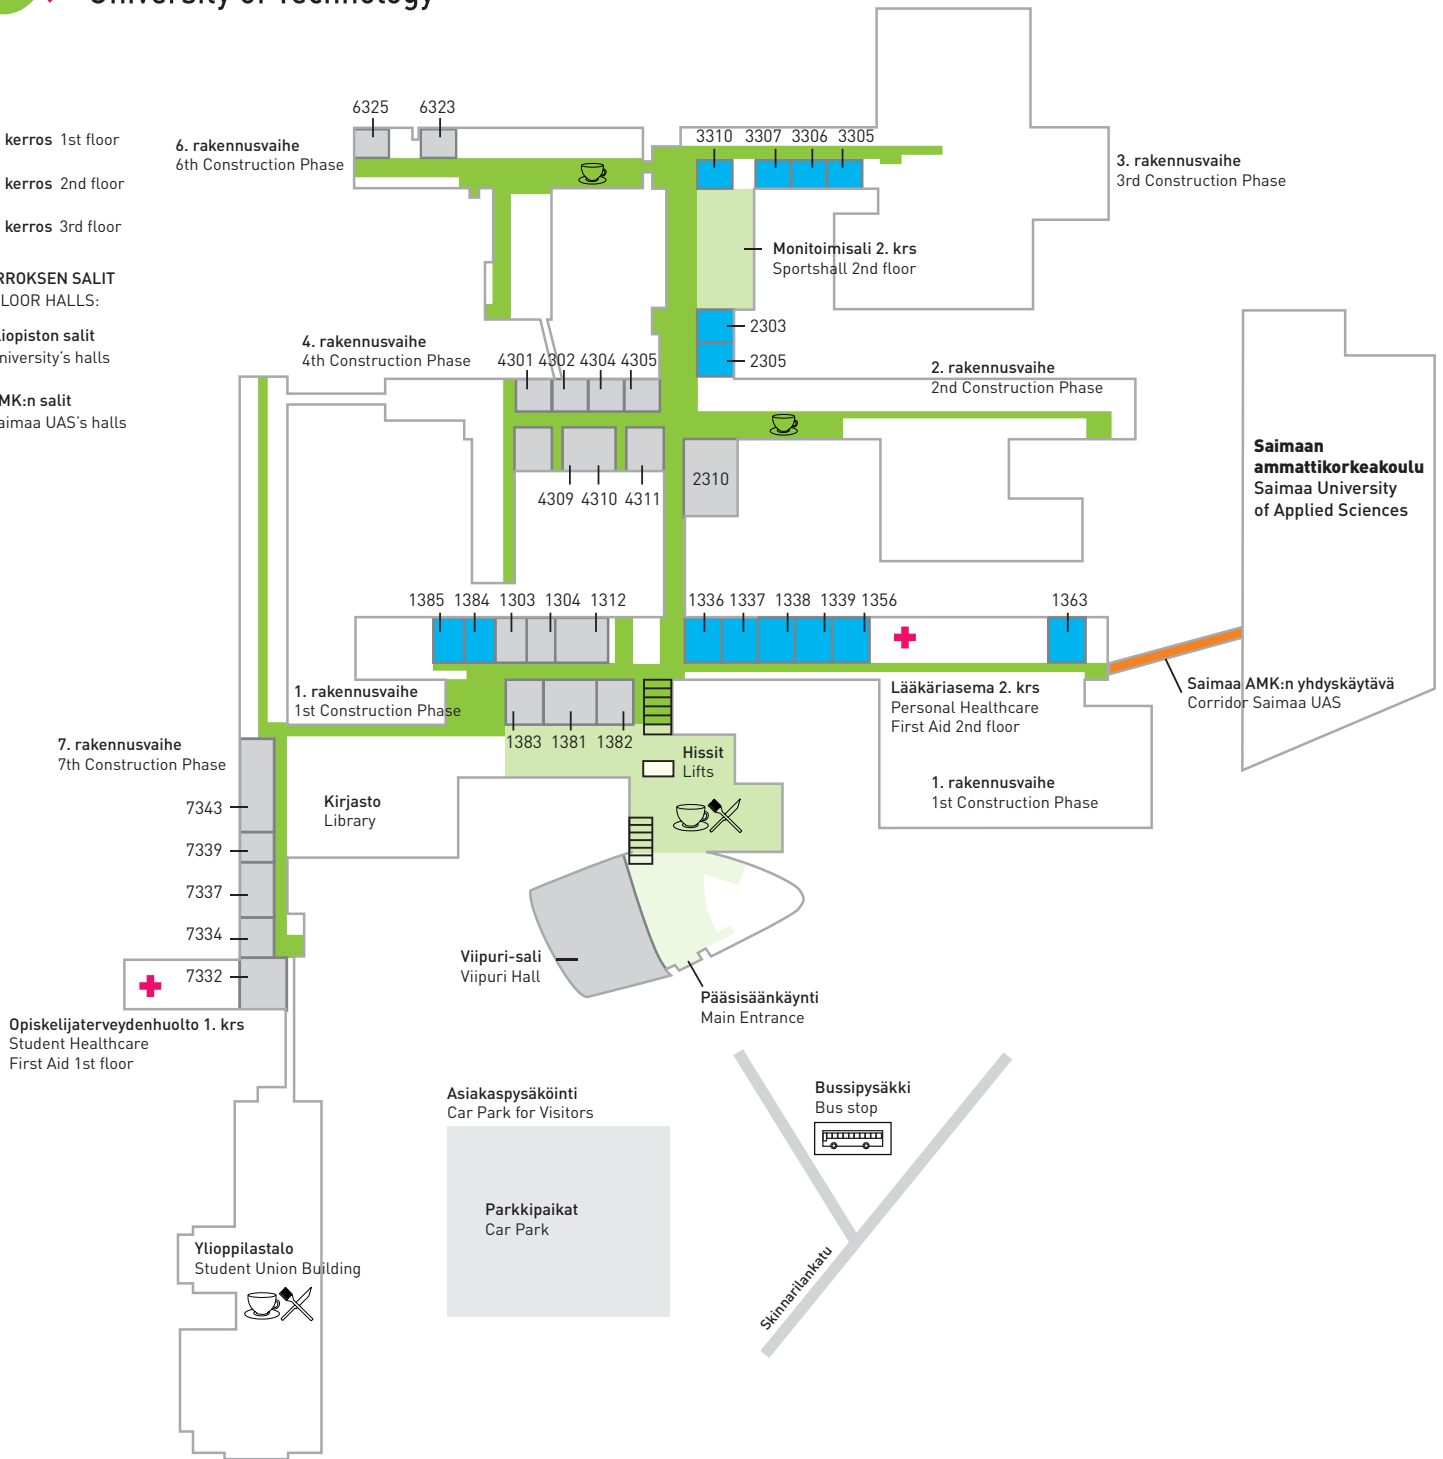 University of Technology
kerros 1st floor
kerros 2nd floor
kerros 3rd floor
RROKSEN SALIT
LOOR HALLS:
liopiston salit
niversity's halls
MK:n salit
aimaa UAS's halls
6325
6323
6. rakennusvaihe
6th Construction Phase
3310
3307
3306
3305
3. rakennusvaihe
3rd Construction Phase
Monitoimisali 2. krs
Sportshall 2nd floor
2303
2305
4. rakennusvaihe
4th Construction Phase
4301
4302
4304
4305
2. rakennusvaihe
2nd Construction Phase
4309
4310
4311
2310
Saimaan
ammattikorkeakoulu
Saimaa University
of Applied Sciences
1385
1384
1303
1304
1312
1336
1337
1338
1339
1356
1363
1. rakennusvaihe
1st Construction Phase
1383
1381
1382
Lääkäriasema 2. krs
Personal Healthcare
First Aid 2nd floor
Saimaa AMK:n yhdyskäytävä
Corridor Saimaa UAS
7. rakennusvaihe
7th Construction Phase
Hissit
Lifts
1. rakennusvaihe
1st Construction Phase
Kirjasto
Library
7343
7339
7337
7334
7332
Viipuri-sali
Viipuri Hall
Pääsisäänkäynti
Main Entrance
Opiskelijaterveydenhuolto 1. krs
Student Healthcare
First Aid 1st floor
Asiakaspysäköinti
Car Park for Visitors
Bussipysäkki
Bus stop
Parkkipaikat
Car Park
Skinnarilankatu
Ylioppilastalo
Student Union Building